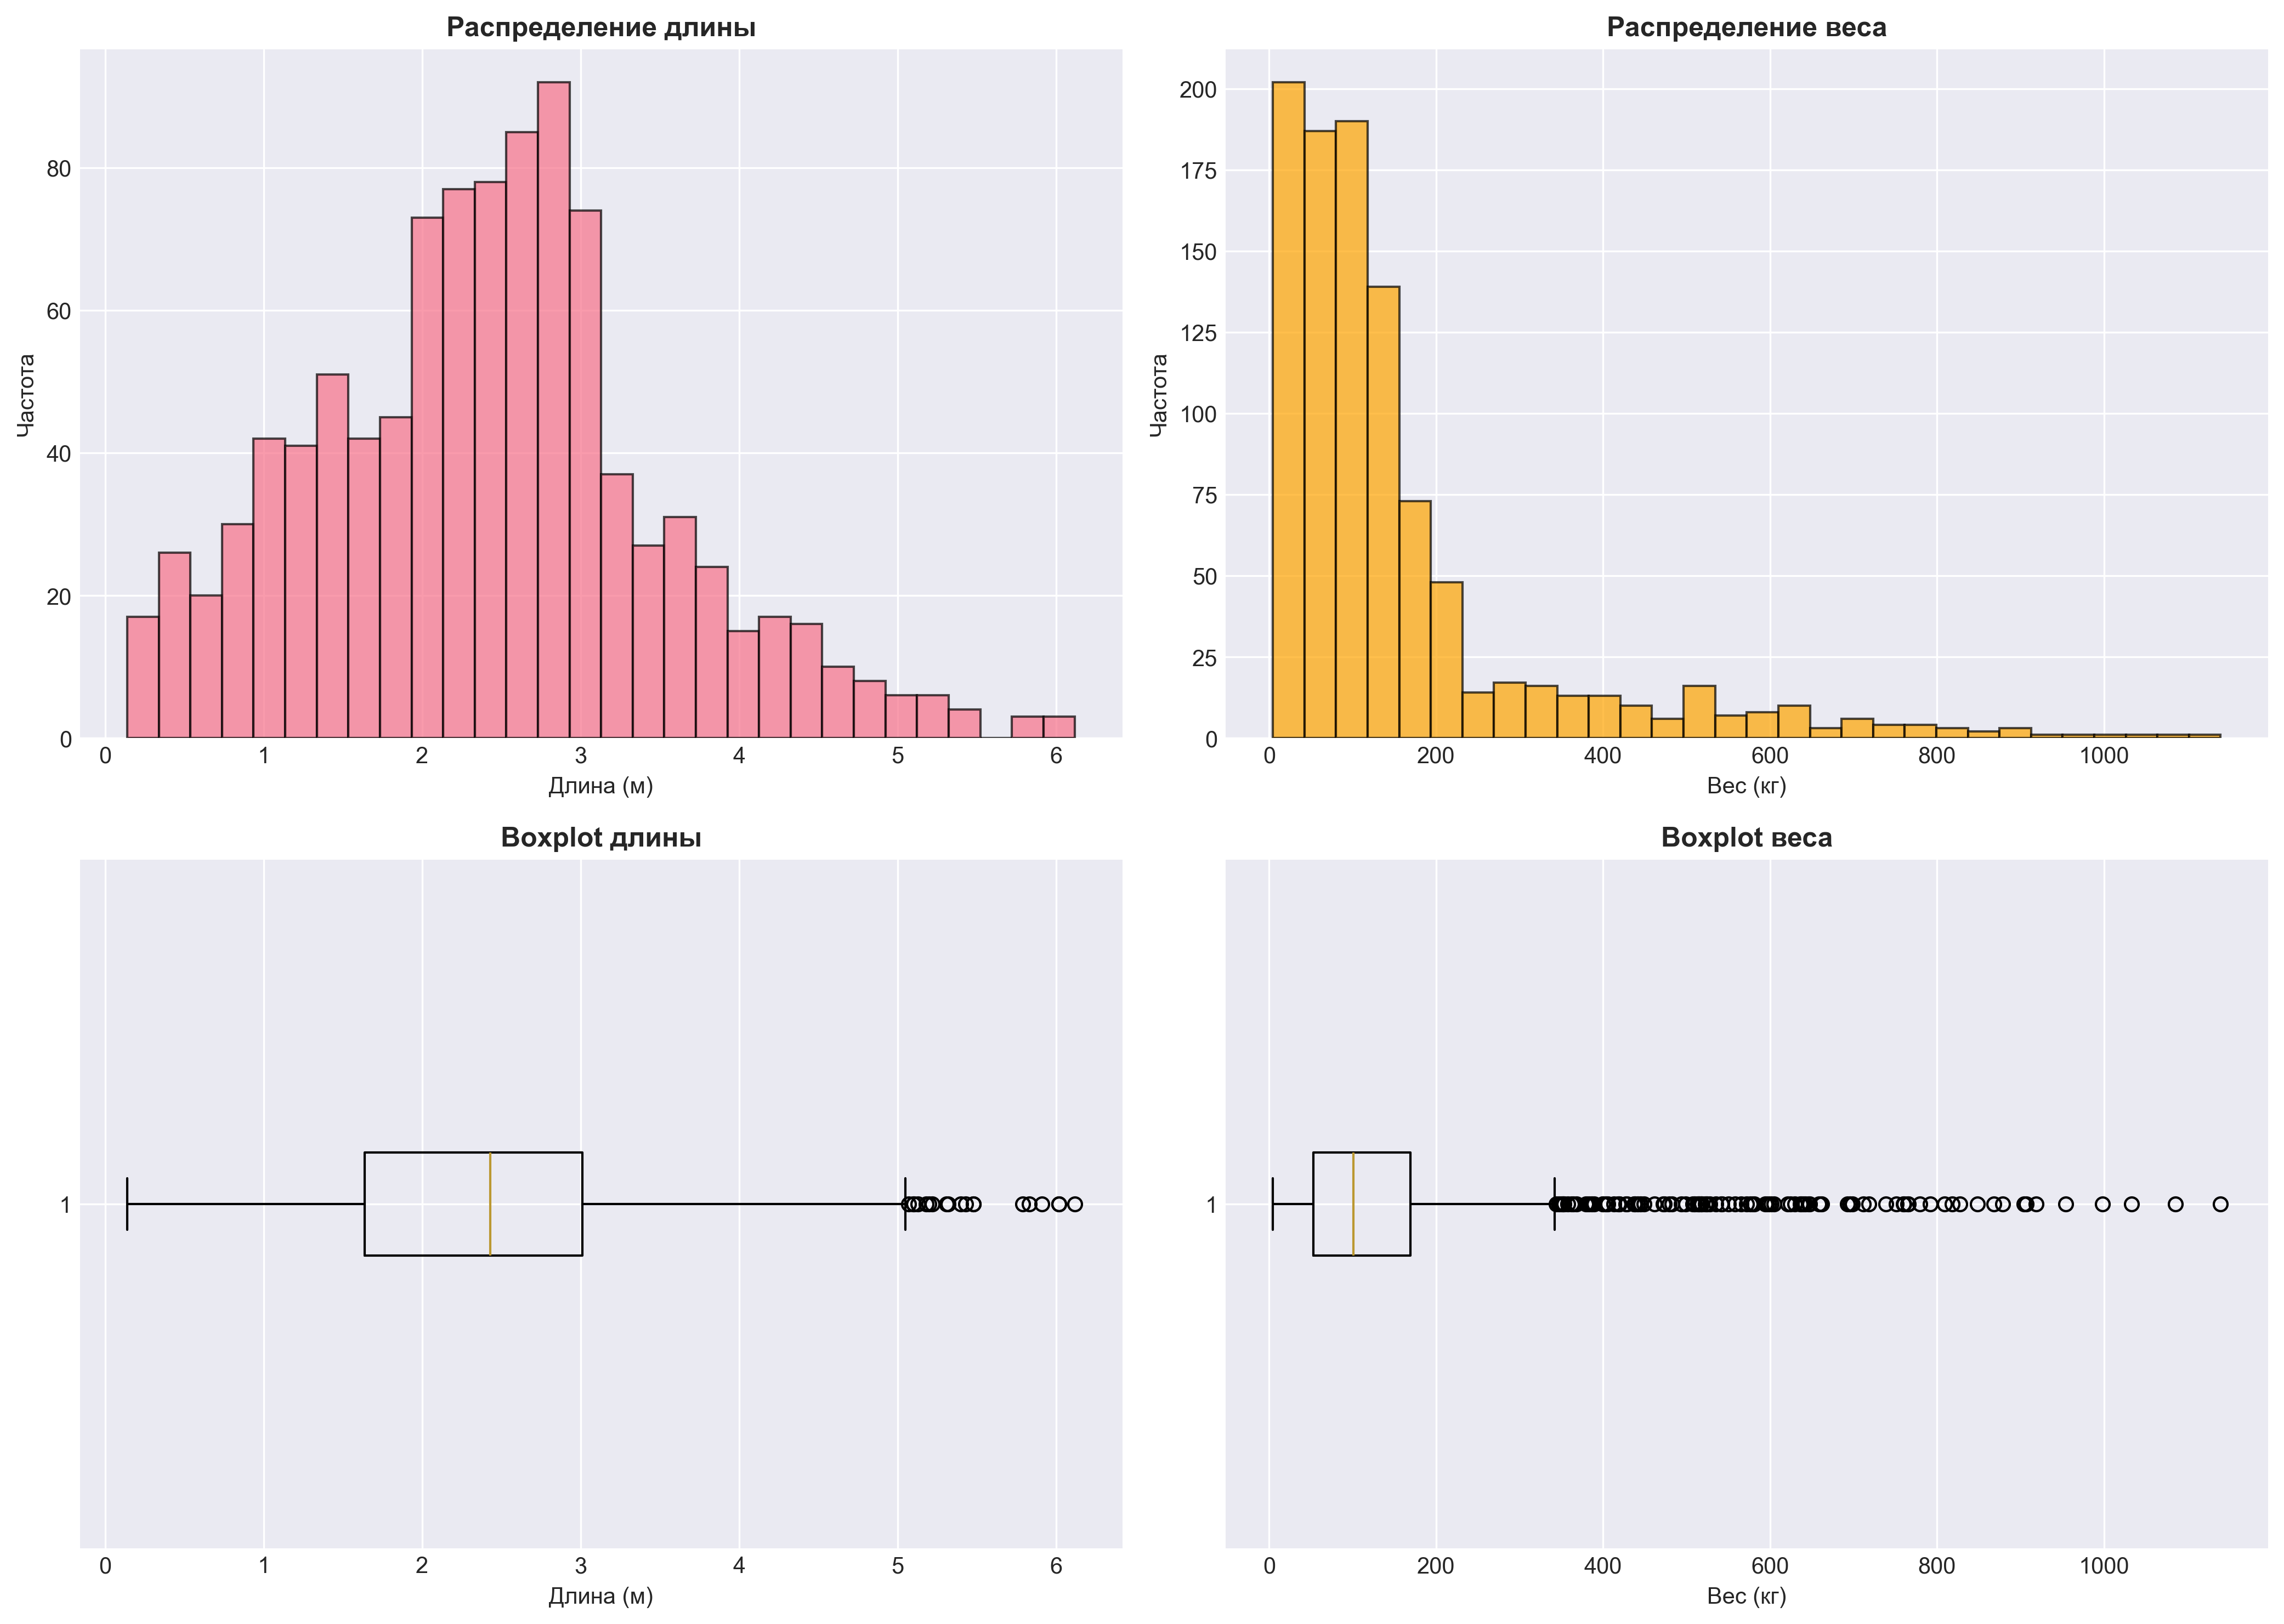 Распределение длины
Частота
80
60
40
20
0
0 1 2 3 4 5 6
Длина (м)
Распределение веса
Частота
200
175
150
125
100
75
50
25
0
0 200 400 600 800 1000
Вес (кг)
Boxplot длины
1
0 1 2 3 4 5 6
Длина (м)
Boxplot веса
1
0 200 400 600 800 1000
Вес (кг)